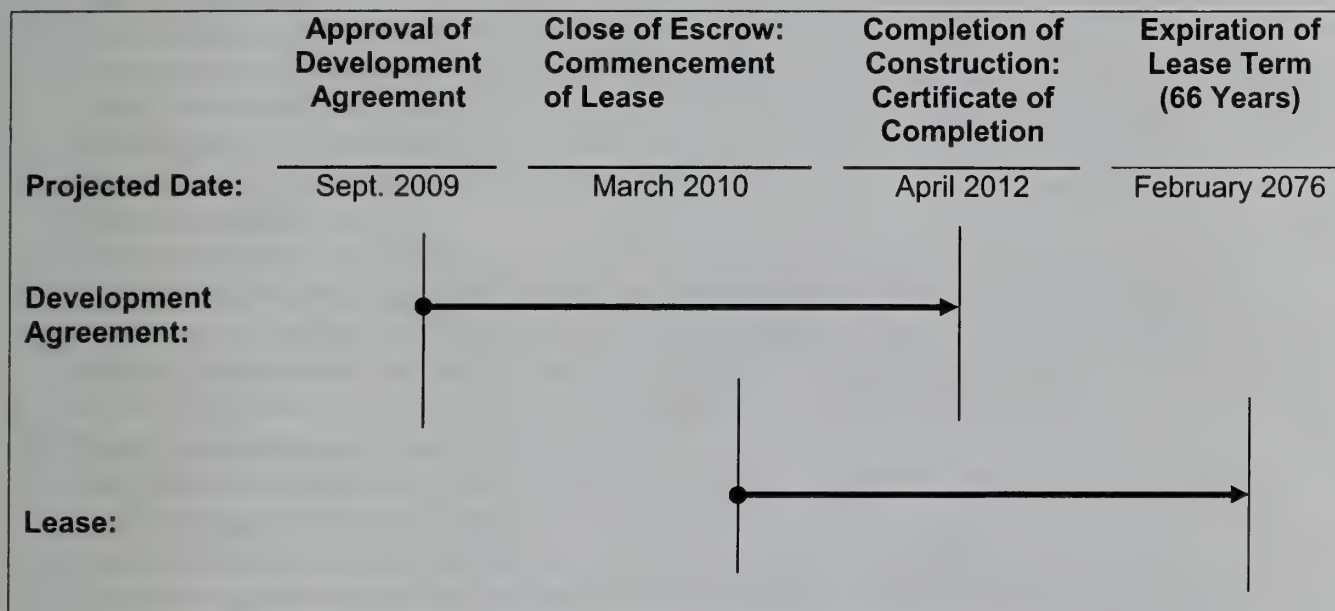 Approval of
Development
Agreement
Close of Escrow:
Commencement
of Lease
Completion of
Construction:
Certificate of
Completion
Expiration of
Lease Term
(66 Years)
Projected Date: Sept. 2009 March 2010 April 2012 February 2076
Development
Agreement:
Lease: